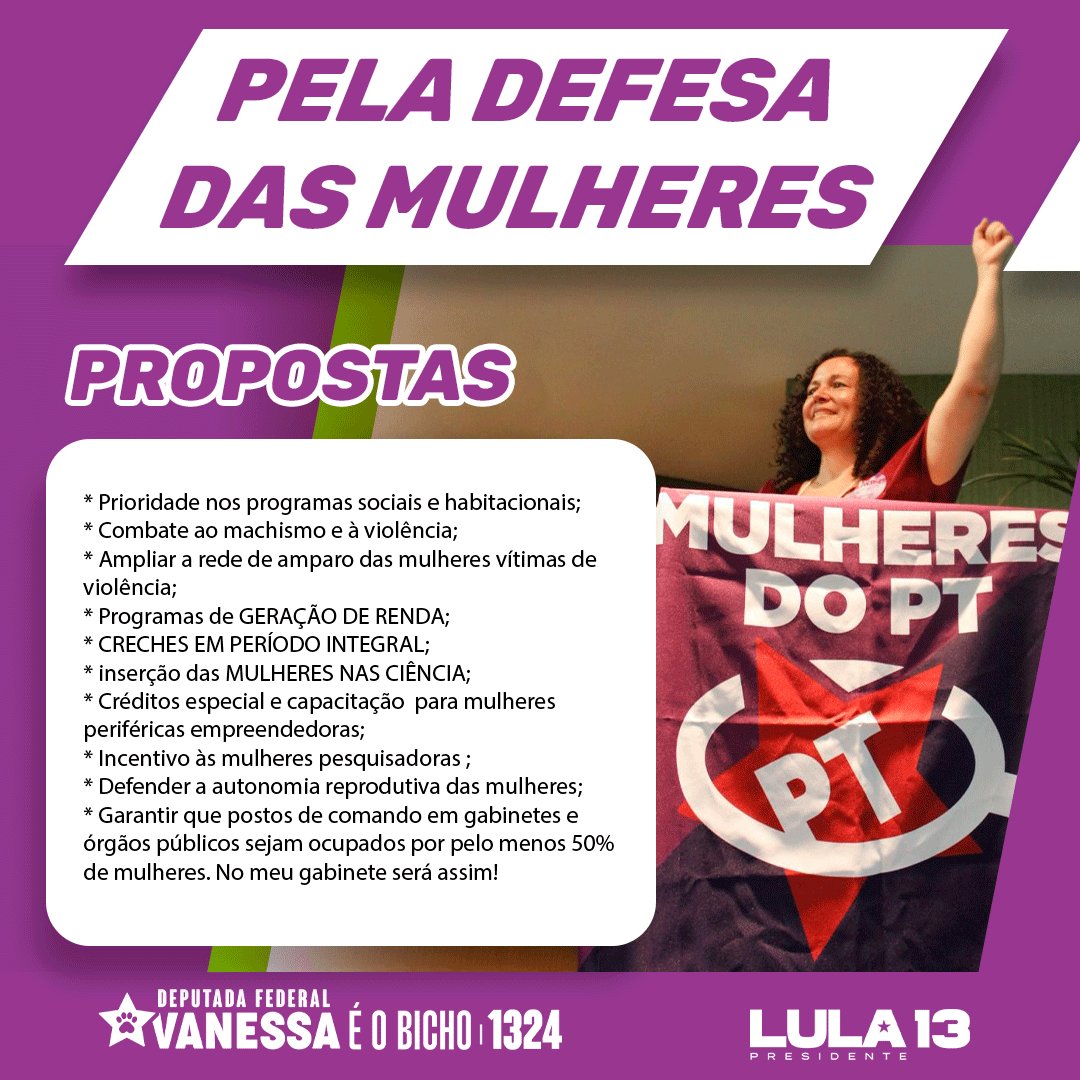 PELA DEFESA
DAS MULHERES
PROPOSTAS
* Prioridade nos programas sociais e habitacionais;
* Combate ao machismo e à violência;
* Ampliar a rede de amparo das mulheres vítimas de
violência;
* Programas de GERAÇÃO DE RENDA;
* CRECHES EM PERÍODO INTEGRAL;
* inserção das MULHERES NAS CIÊNCIA;
* Créditos especial e capacitação  para mulheres
periféricas empreendedoras;
* Incentivo às mulheres pesquisadoras ;
* Defender a autonomia reprodutiva das mulheres;
* Garantir que postos de comando em gabinetes e
órgãos públicos sejam ocupados por pelo menos 50%
de mulheres. No meu gabinete será assim!
MULHERES
DO PT
PT
DEPUTADA FEDERAL
VANESSA É O BICHO | 1324
LULA 13
PRESIDENTE